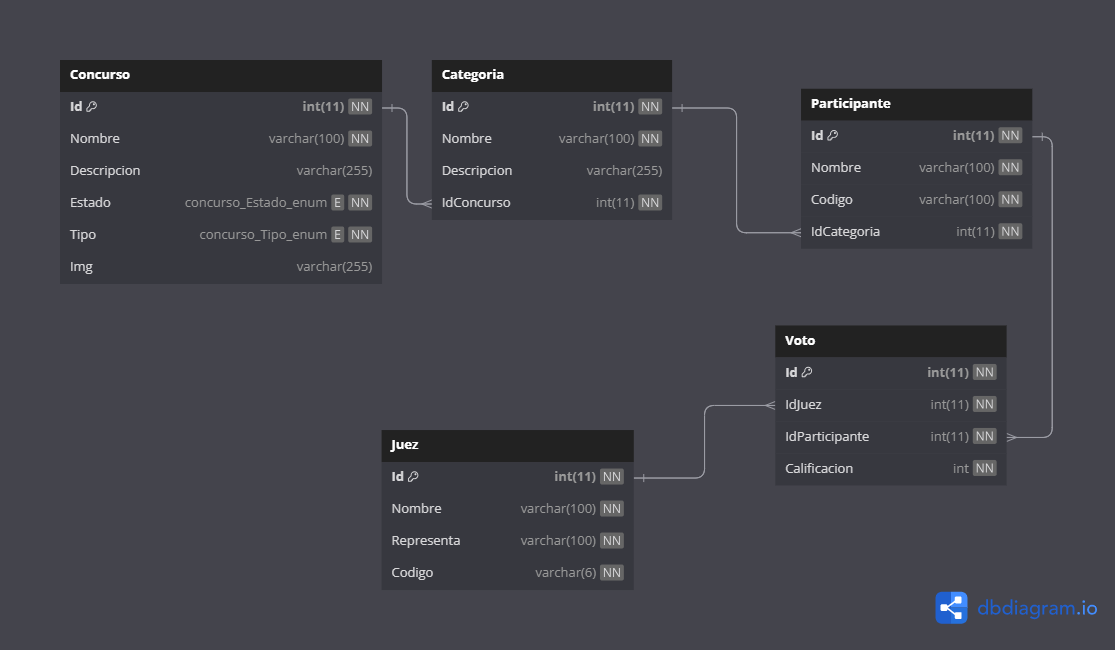 Concurso
Id int(11) NN
Nombre varchar(100) NN
Descripcion varchar(255)
Estado concurso_Estado_enum E NN
Tipo concurso_Tipo_enum E NN
Img varchar(255)
Categoria
Id int(11) NN
Nombre varchar(100) NN
Descripcion varchar(255)
IdConcurso int(11) NN
Participante
Id int(11) NN
Nombre varchar(100) NN
Codigo varchar(100) NN
IdCategoria int(11) NN
Voto
Id int(11) NN
IdJuez int(11) NN
IdParticipante int(11) NN
Calificacion int NN
Juez
Id int(11) NN
Nombre varchar(100) NN
Representa varchar(100) NN
Codigo varchar(6) NN
dbdiagram.io